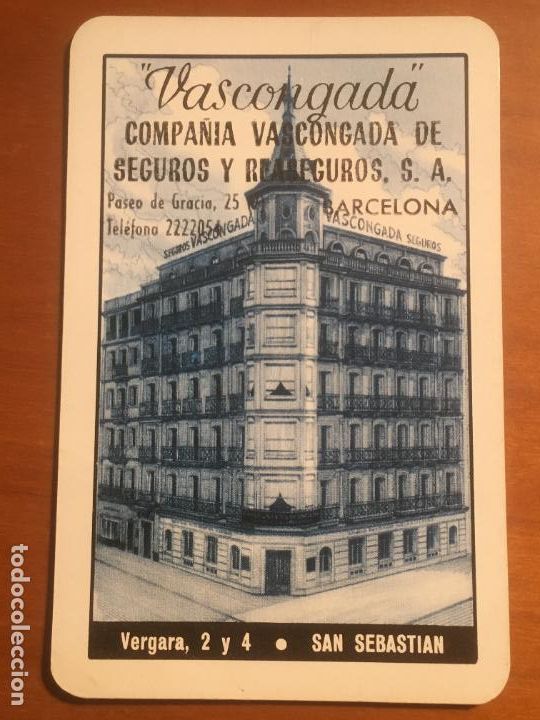 "Vascongada"
COMPAÑIA VASCONGADA DE
SEGUROS Y REASEGUROS, S. A.
Paseo de Gracia, 25 BARCELONA
Teléfono 2222054
SEGUROS VASCONGADA
VASCONGADA SEGUROS
Vergara, 2 y 4 ● SAN SEBASTIAN
todocoleccion.net